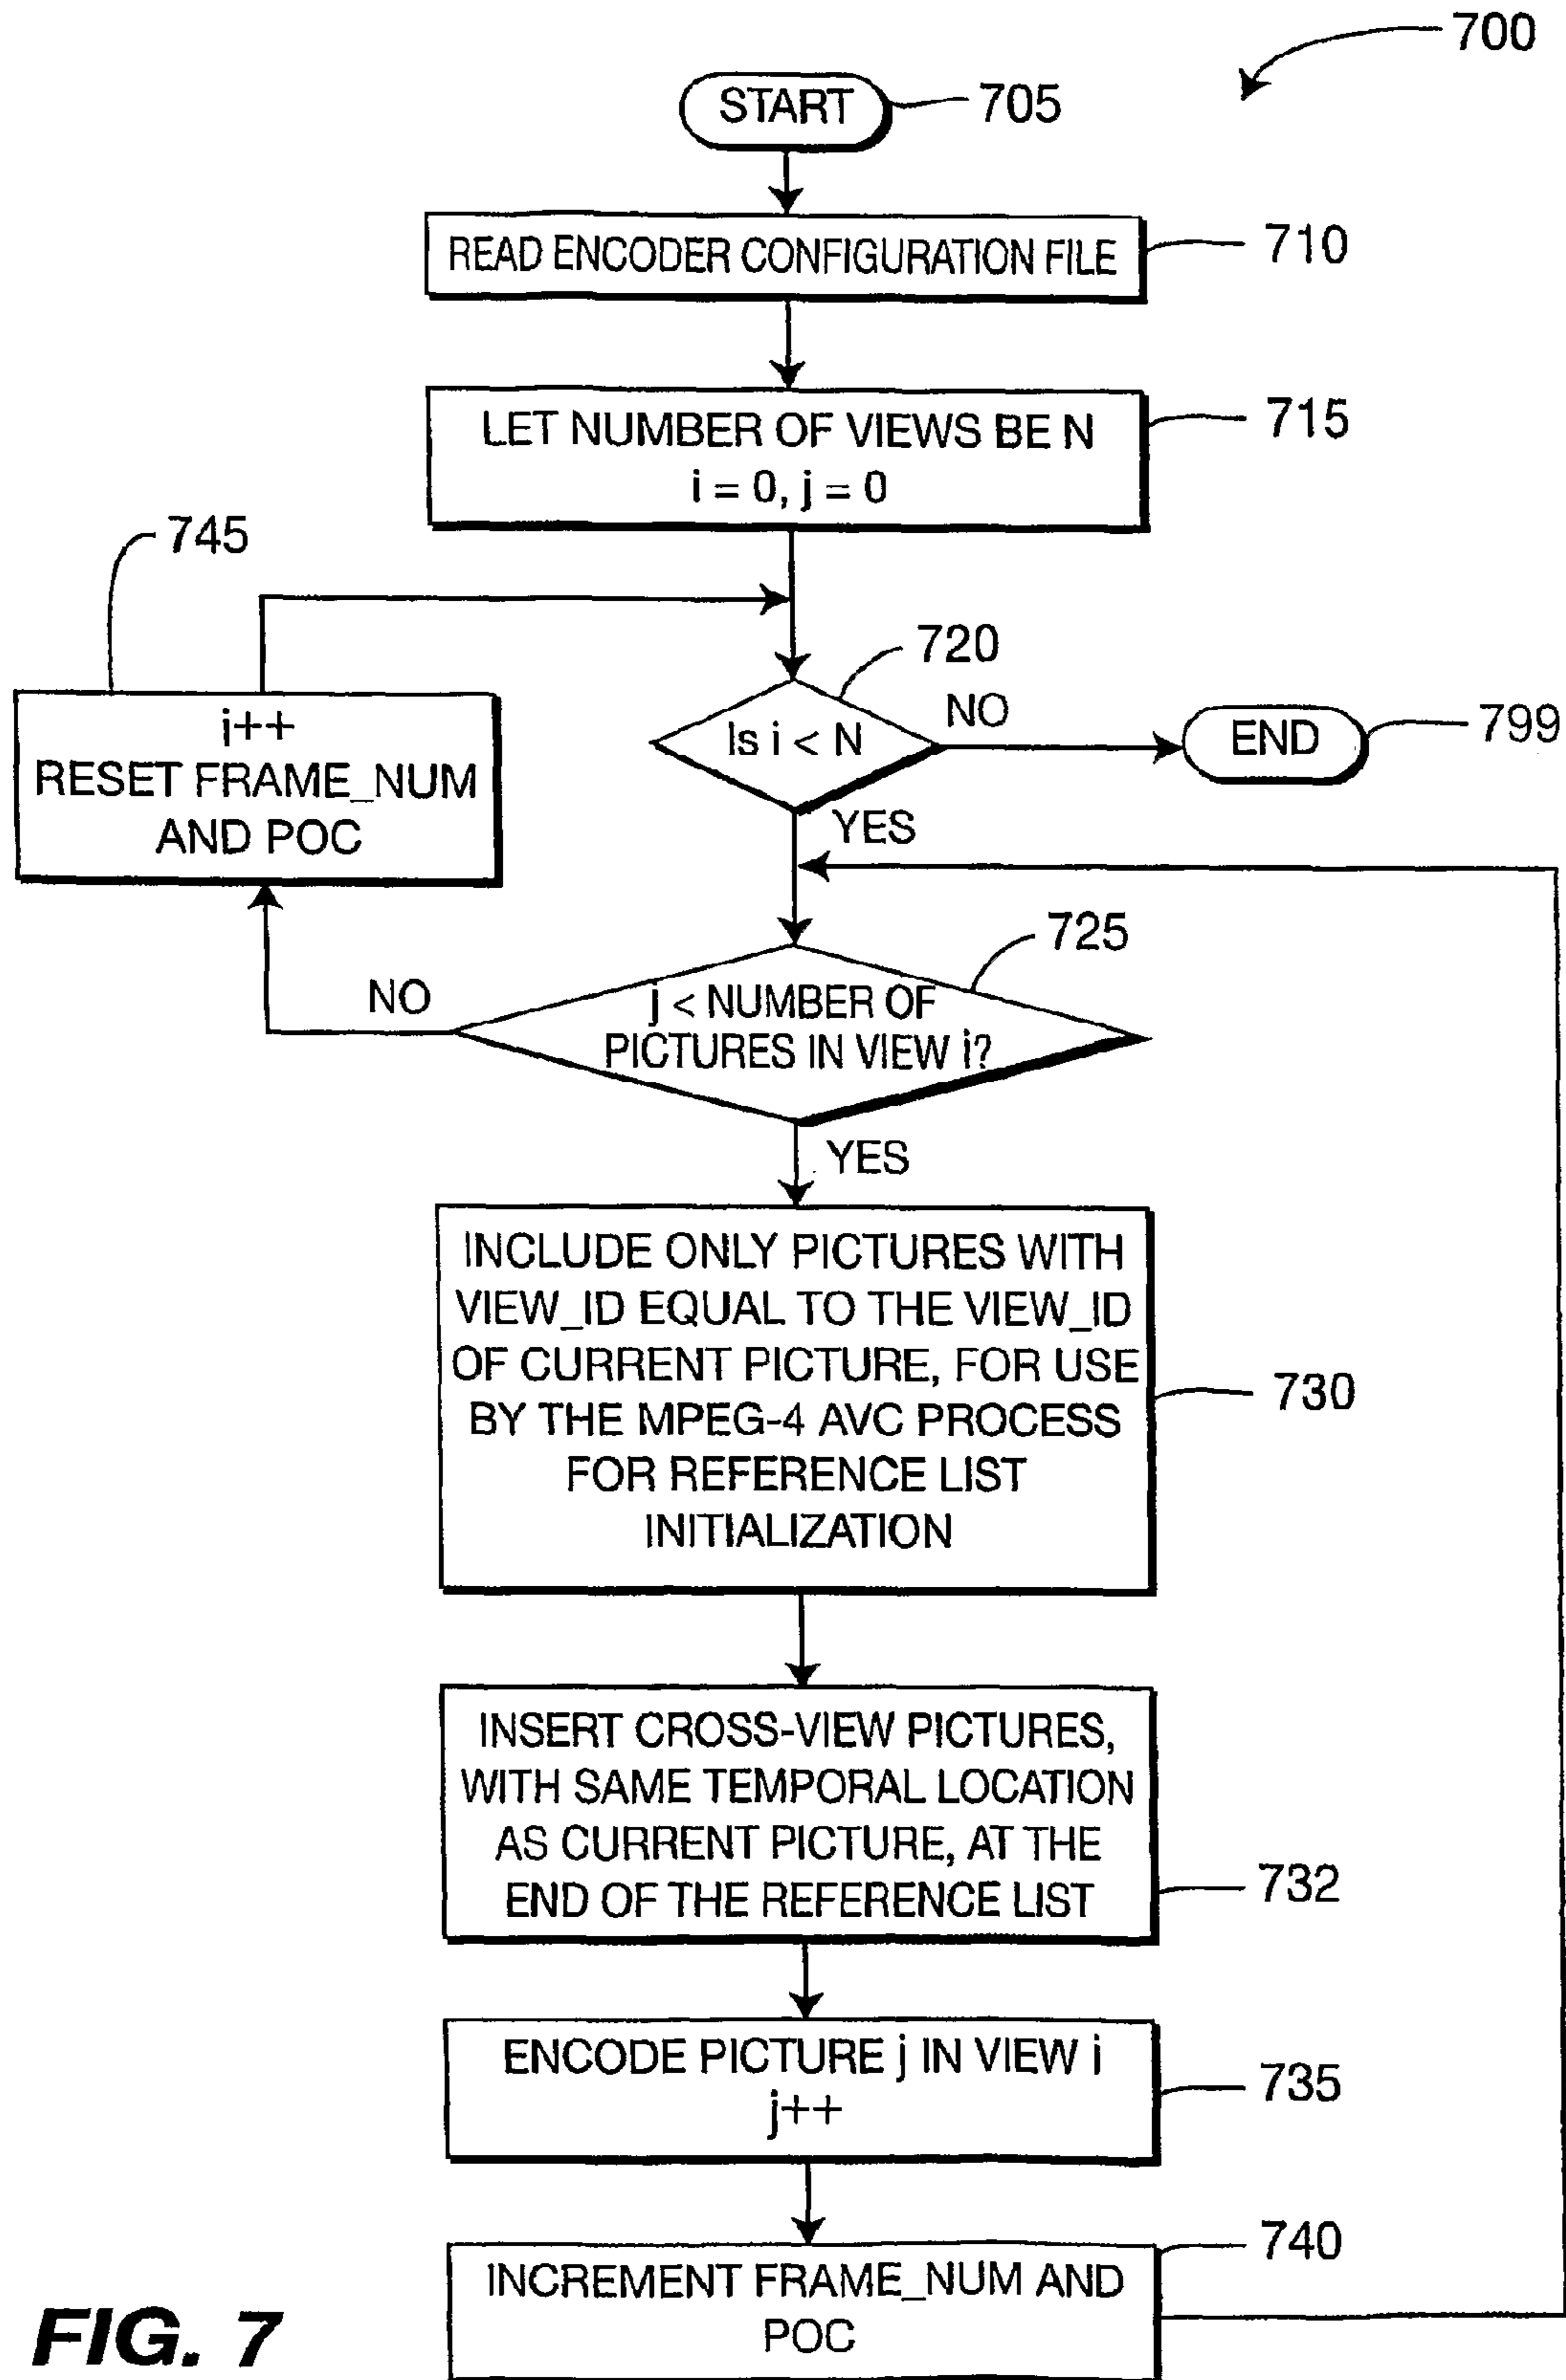 700
START
705
READ ENCODER CONFIGURATION FILE
710
LET NUMBER OF VIEWS BE N
i = 0, j = 0
715
745
i++
RESET FRAME_NUM
AND POC
720
Is i < N
NO
END
799
YES
725
j < NUMBER OF
PICTURES IN VIEW i?
NO
YES
INCLUDE ONLY PICTURES WITH
VIEW_ID EQUAL TO THE VIEW_ID
OF CURRENT PICTURE, FOR USE
BY THE MPEG-4 AVC PROCESS
FOR REFERENCE LIST
INITIALIZATION
730
INSERT CROSS-VIEW PICTURES,
WITH SAME TEMPORAL LOCATION
AS CURRENT PICTURE, AT THE
END OF THE REFERENCE LIST
732
ENCODE PICTURE j IN VIEW i
j++
735
INCREMENT FRAME_NUM AND
POC
740
FIG. 7